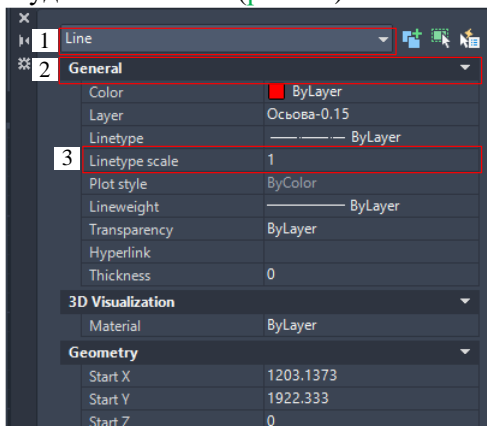 1 Line
2 General
Color ByLayer
Layer Осьова-0.15
Linetype ByLayer
3 Linetype scale 1
Plot style ByColor
Lineweight ByLayer
Transparency ByLayer
Hyperlink
Thickness 0
3D Visualization
Material ByLayer
Geometry
Start X 1203.1373
Start Y 1922.333
Start Z 0